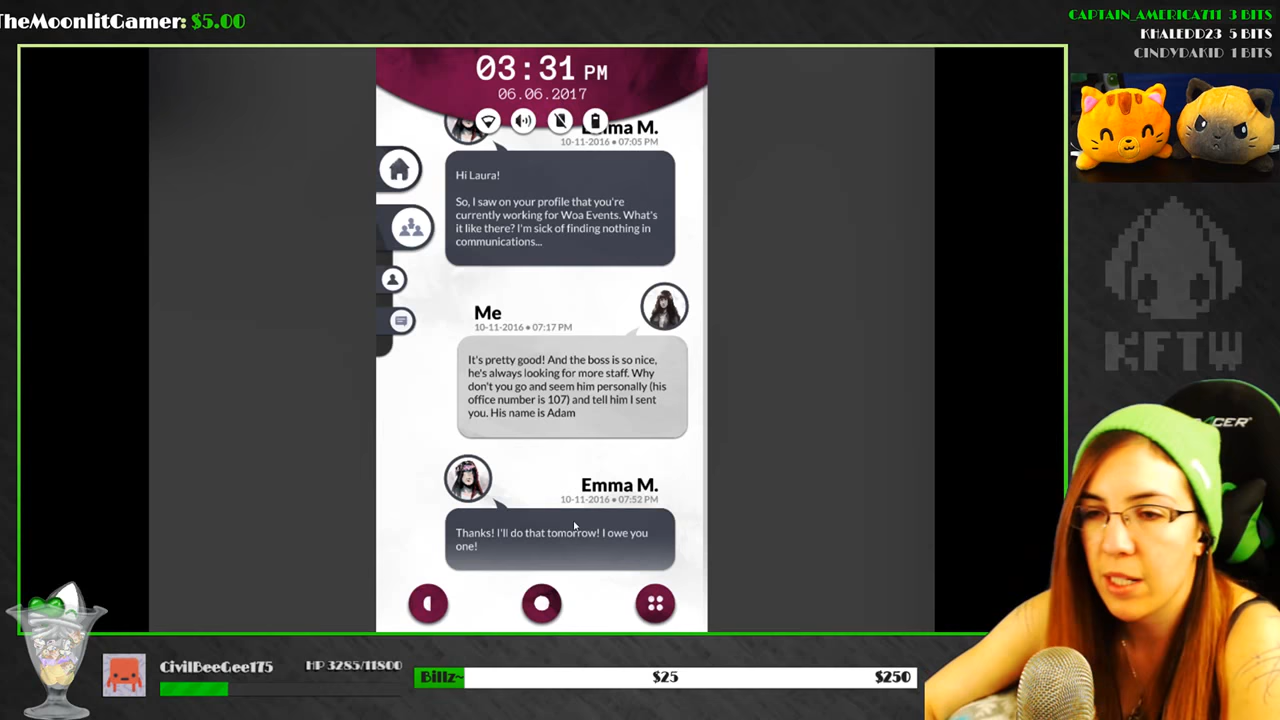 TheMoonlitGamer: $5.00
CAPTAIN_AMERICA711 3 BITS
KHALEDD23 5 BITS
CINDYDAKID 1 BITS
03:31 PM
06.06.2017
ma M.
10-11-2016 • 07:05 PM
Hi Laura!
So, I saw on your profile that you're
currently working for Woa Events. What's
it like there? I'm sick of finding nothing in
communications...
Me
10-11-2016 • 07:17 PM
It's pretty good! And the boss is so nice,
he's always looking for more staff. Why
don't you go and seem him personally (his
office number is 107) and tell him I sent
you. His name is Adam
Emma M.
10-11-2016 • 07:52 PM
Thanks! I'll do that tomorrow! I owe you
one!
KFTW
CivilBeeGee175
HP 3285/11800
Billz~
$25
$250